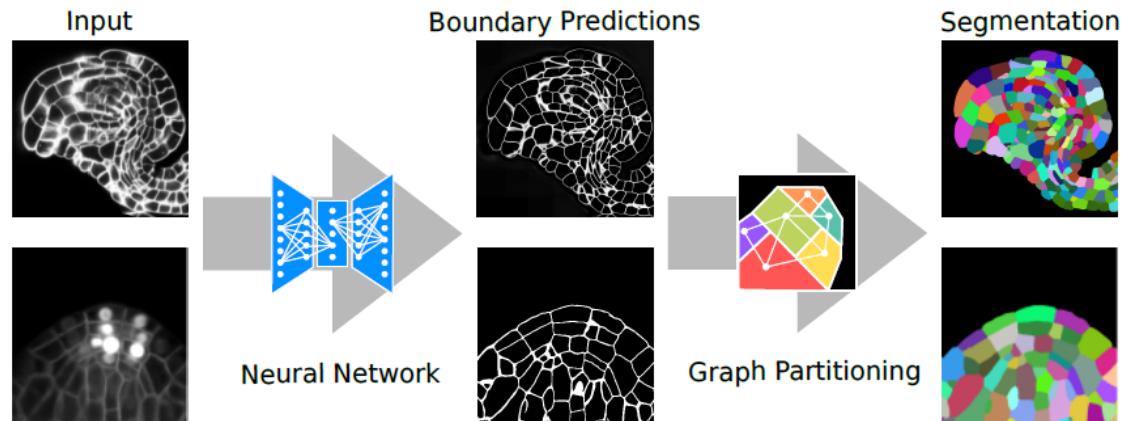 Input
Boundary Predictions
Segmentation
Neural Network
Graph Partitioning